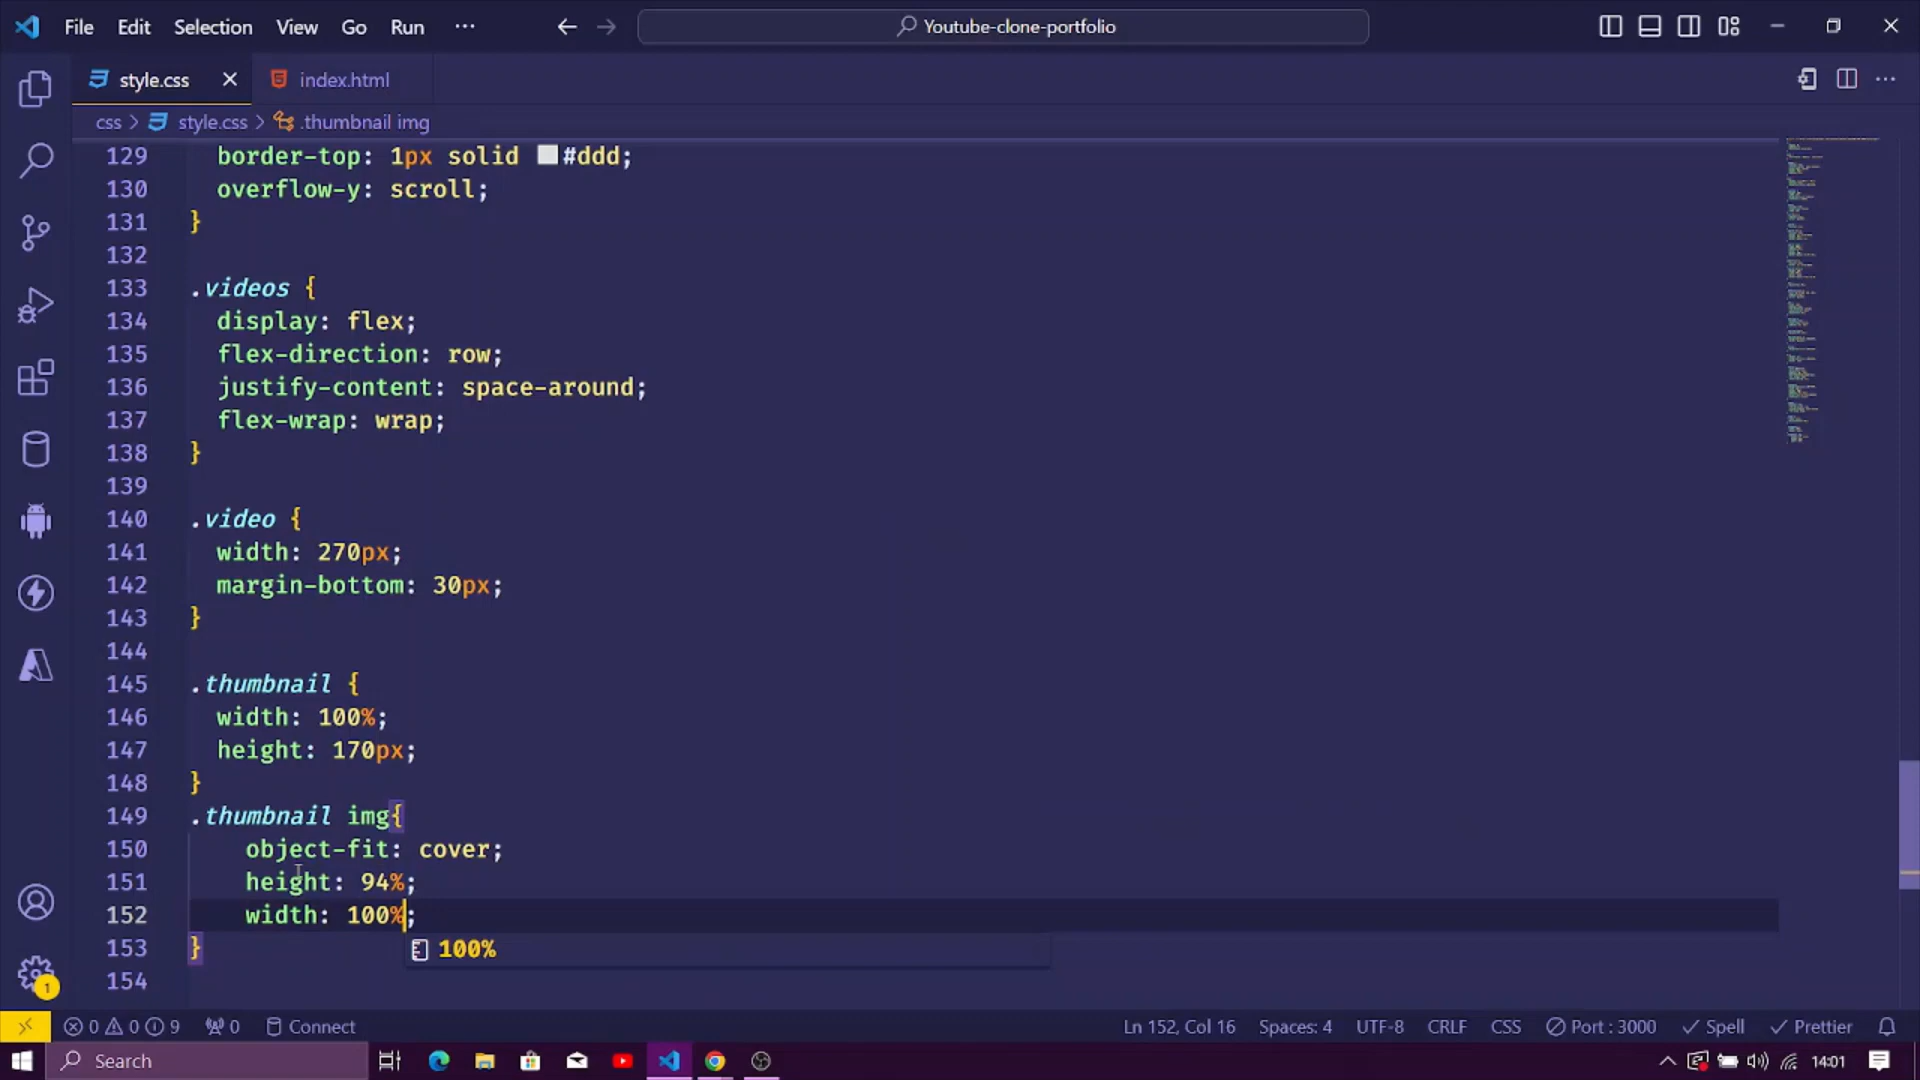 File Edit Selection View Go Run ··· Youtube-clone-portfolio
style.css index.html
css > style.css > .thumbnail img
129 border-top: 1px solid #ddd;
130 overflow-y: scroll;
131 }
132
133 .videos {
134 display: flex;
135 flex-direction: row;
136 justify-content: space-around;
137 flex-wrap: wrap;
138 }
139
140 .video {
141 width: 270px;
142 margin-bottom: 30px;
143 }
144
145 .thumbnail {
146 width: 100%;
147 height: 170px;
148 }
149 .thumbnail img{
150 object-fit: cover;
151 height: 94%;
152 width: 100%;
153 }
100%
154
1
0 0 9 0 Connect Ln 152, Col 16 Spaces: 4 UTF-8 CRLF CSS Port : 3000 Spell Prettier
Search 14:01